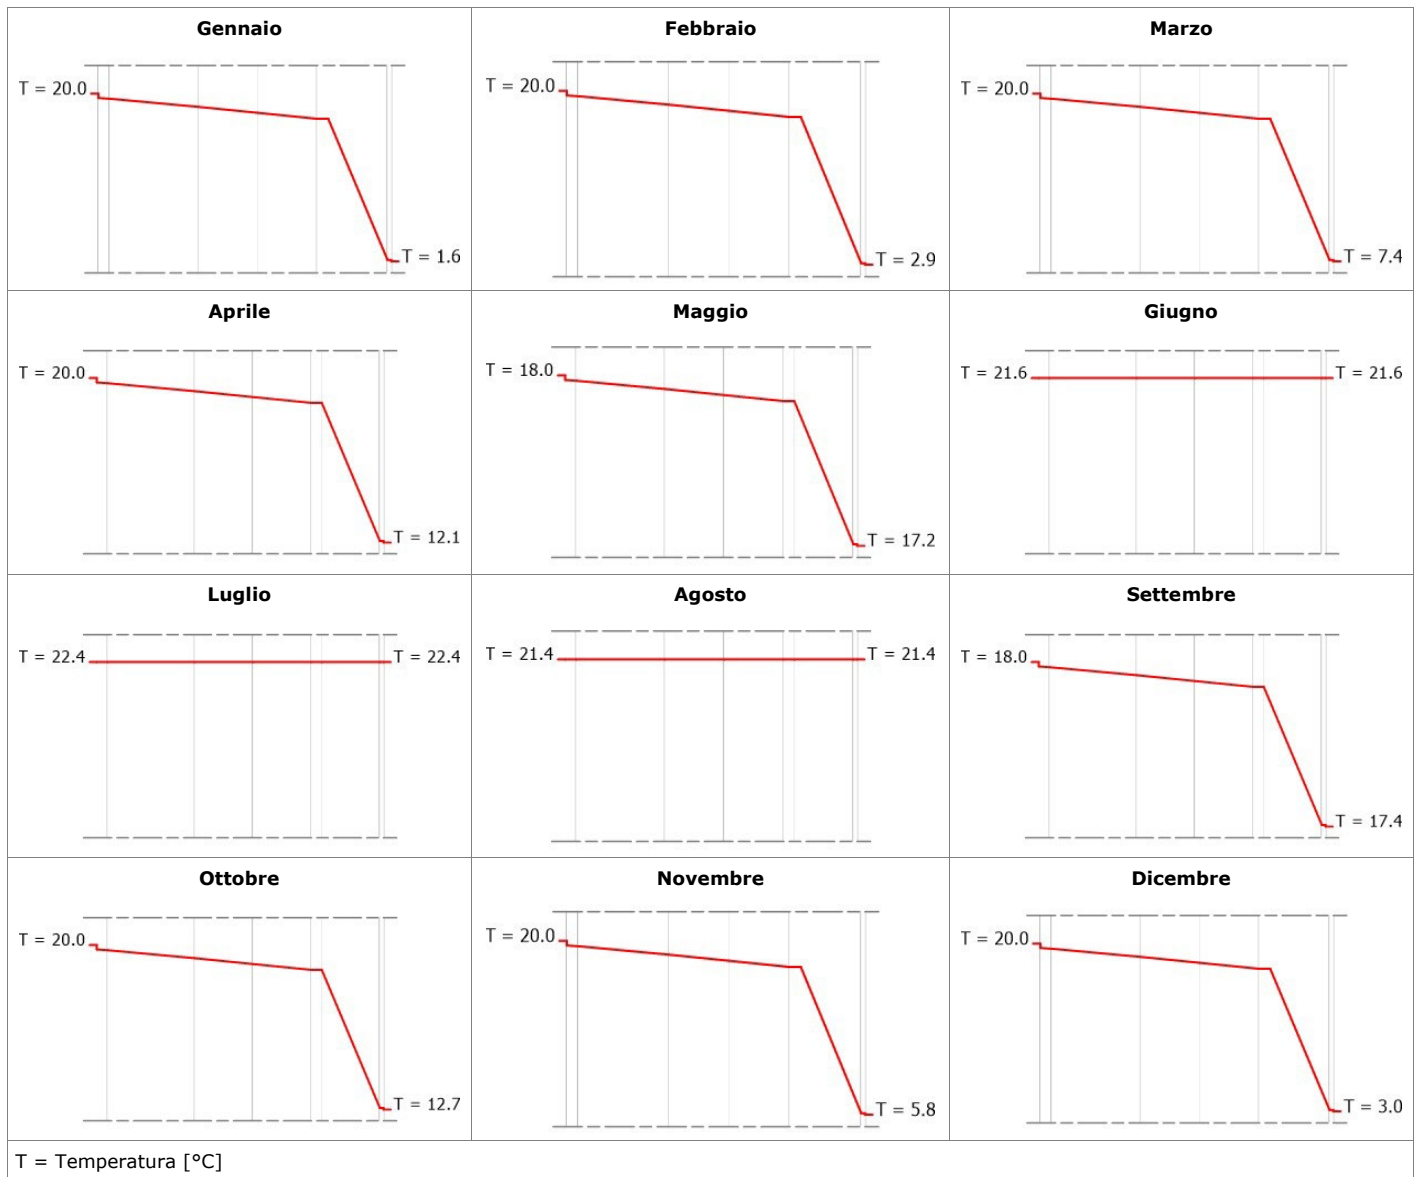 Gennaio
T = 20.0
T = 1.6
Febbraio
T = 20.0
T = 2.9
Marzo
T = 20.0
T = 7.4
Aprile
T = 20.0
T = 12.1
Maggio
T = 18.0
T = 17.2
Giugno
T = 21.6
T = 21.6
Luglio
T = 22.4
T = 22.4
Agosto
T = 21.4
T = 21.4
Settembre
T = 18.0
T = 17.4
Ottobre
T = 20.0
T = 12.7
Novembre
T = 20.0
T = 5.8
Dicembre
T = 20.0
T = 3.0
T = Temperatura [°C]